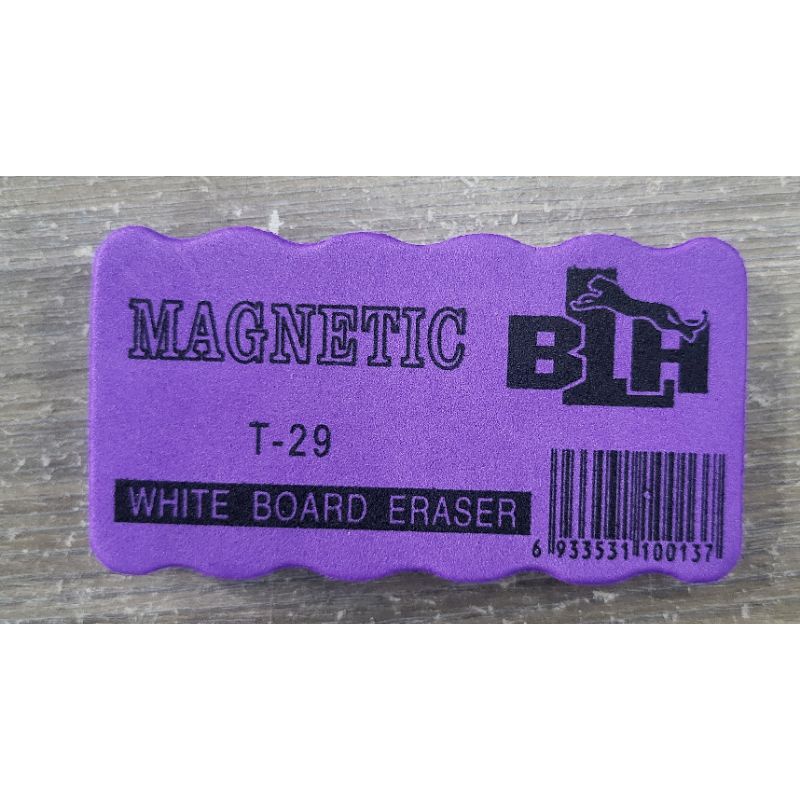 MAGNETIC
BLH
T-29
WHITE BOARD ERASER
6 933531 100137